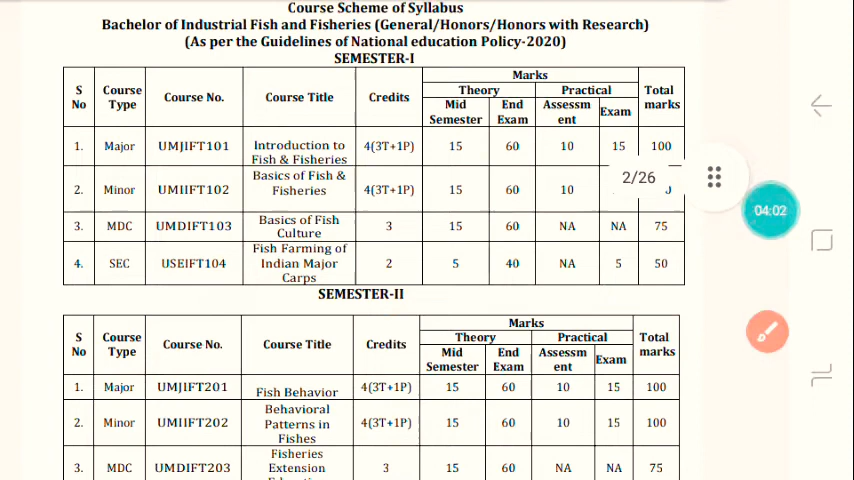 Course Scheme of Syllabus
Bachelor of Industrial Fish and Fisheries (General/Honors/Honors with Research)
(As per the Guidelines of National education Policy-2020)
SEMESTER-I
S No Course Type Course No. Course Title Credits Marks Total marks
Theory Practical
Mid Semester End Exam Assessm ent Exam
1. Major UMJIFT101 Introduction to Fish & Fisheries 4(3T+1P) 15 60 10 15 100
2. Minor UMIIFT102 Basics of Fish & Fisheries 4(3T+1P) 15 60 10
2/26
04:02
3. MDC UMDIFT103 Basics of Fish Culture 3 15 60 NA NA 75
4. SEC USEIFT104 Fish Farming of Indian Major Carps 2 5 40 NA 5 50
SEMESTER-II
S No Course Type Course No. Course Title Credits Marks Total marks
Theory Practical
Mid Semester End Exam Assessm ent Exam
1. Major UMJIFT201 Fish Behavior 4(3T+1P) 15 60 10 15 100
2. Minor UMIIFT202 Behavioral Patterns in Fishes 4(3T+1P) 15 60 10 15 100
3. MDC UMDIFT203 Fisheries Extension 3 15 60 NA NA 75